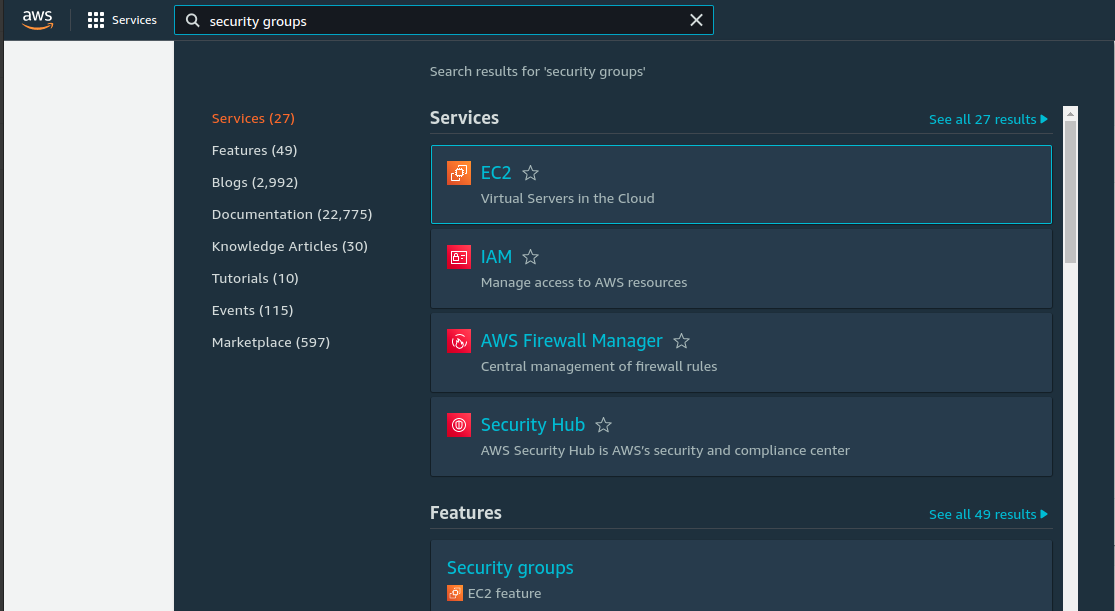 aws
Services
security groups
Search results for 'security groups'
Services (27)
Features (49)
Blogs (2,992)
Documentation (22,775)
Knowledge Articles (30)
Tutorials (10)
Events (115)
Marketplace (597)
Services
See all 27 results
EC2
Virtual Servers in the Cloud
IAM
Manage access to AWS resources
AWS Firewall Manager
Central management of firewall rules
Security Hub
AWS Security Hub is AWS's security and compliance center
Features
See all 49 results
Security groups
EC2 feature